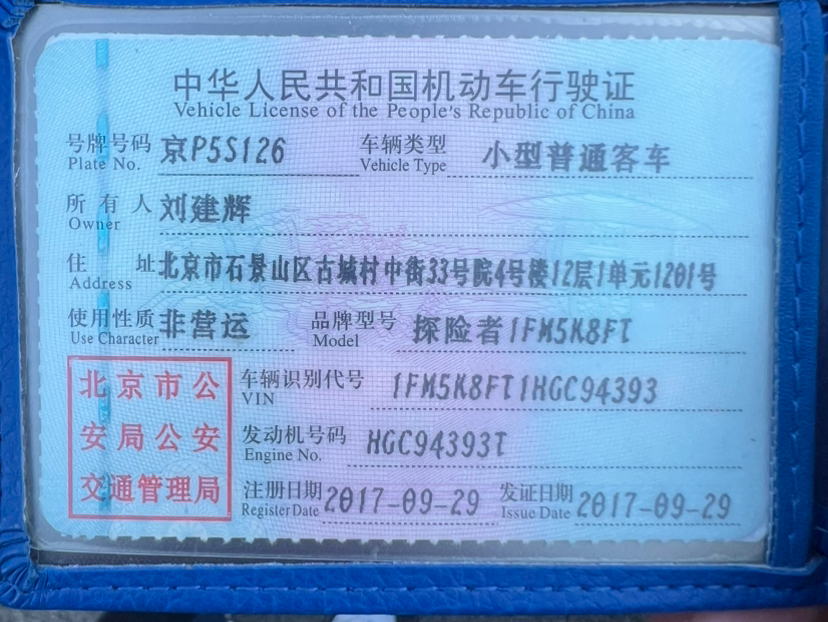 中华人民共和国机动车行驶证
Vehicle License of the People's Republic of China
号牌号码 京P5S126 车辆类型 小型普通客车
Plate No. Vehicle Type
所有人 刘建辉
Owner
住址 北京市石景山区古城村中街33号院4号楼12层1单元1201号
Address
使用性质 非营运 品牌型号 探险者1FM5K8FT
Use Character Model
北京市公安局公安交通管理局
车辆识别代号 1FM5K8FT1HGC94393
VIN
发动机号码 HGC94393T
Engine No.
注册日期 2017-09-29 发证日期 2017-09-29
Register Date Issue Date